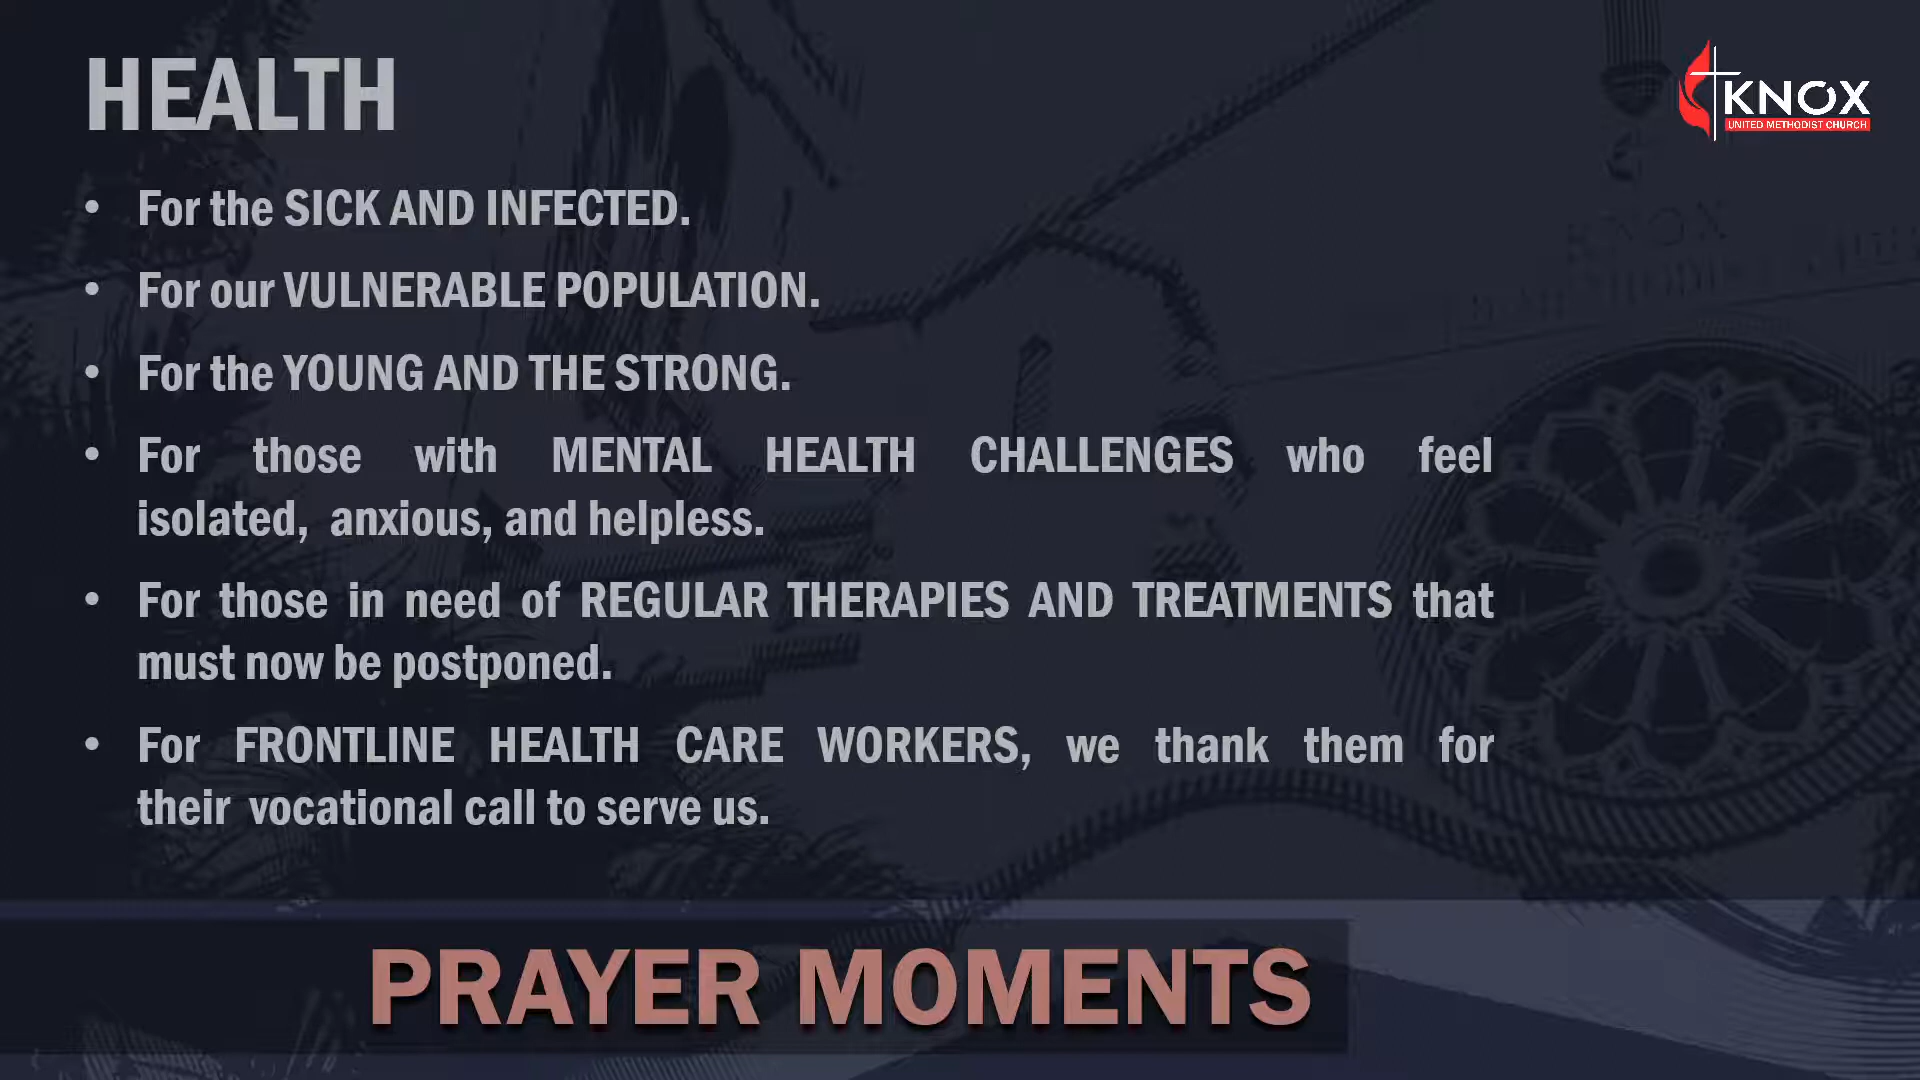 HEALTH
KNOX
UNITED METHODIST CHURCH
• For the SICK AND INFECTED.
• For our VULNERABLE POPULATION.
• For the YOUNG AND THE STRONG.
• For those with MENTAL HEALTH CHALLENGES who feel
isolated, anxious, and helpless.
• For those in need of REGULAR THERAPIES AND TREATMENTS that
must now be postponed.
• For FRONTLINE HEALTH CARE WORKERS, we thank them for
their vocational call to serve us.
PRAYER MOMENTS